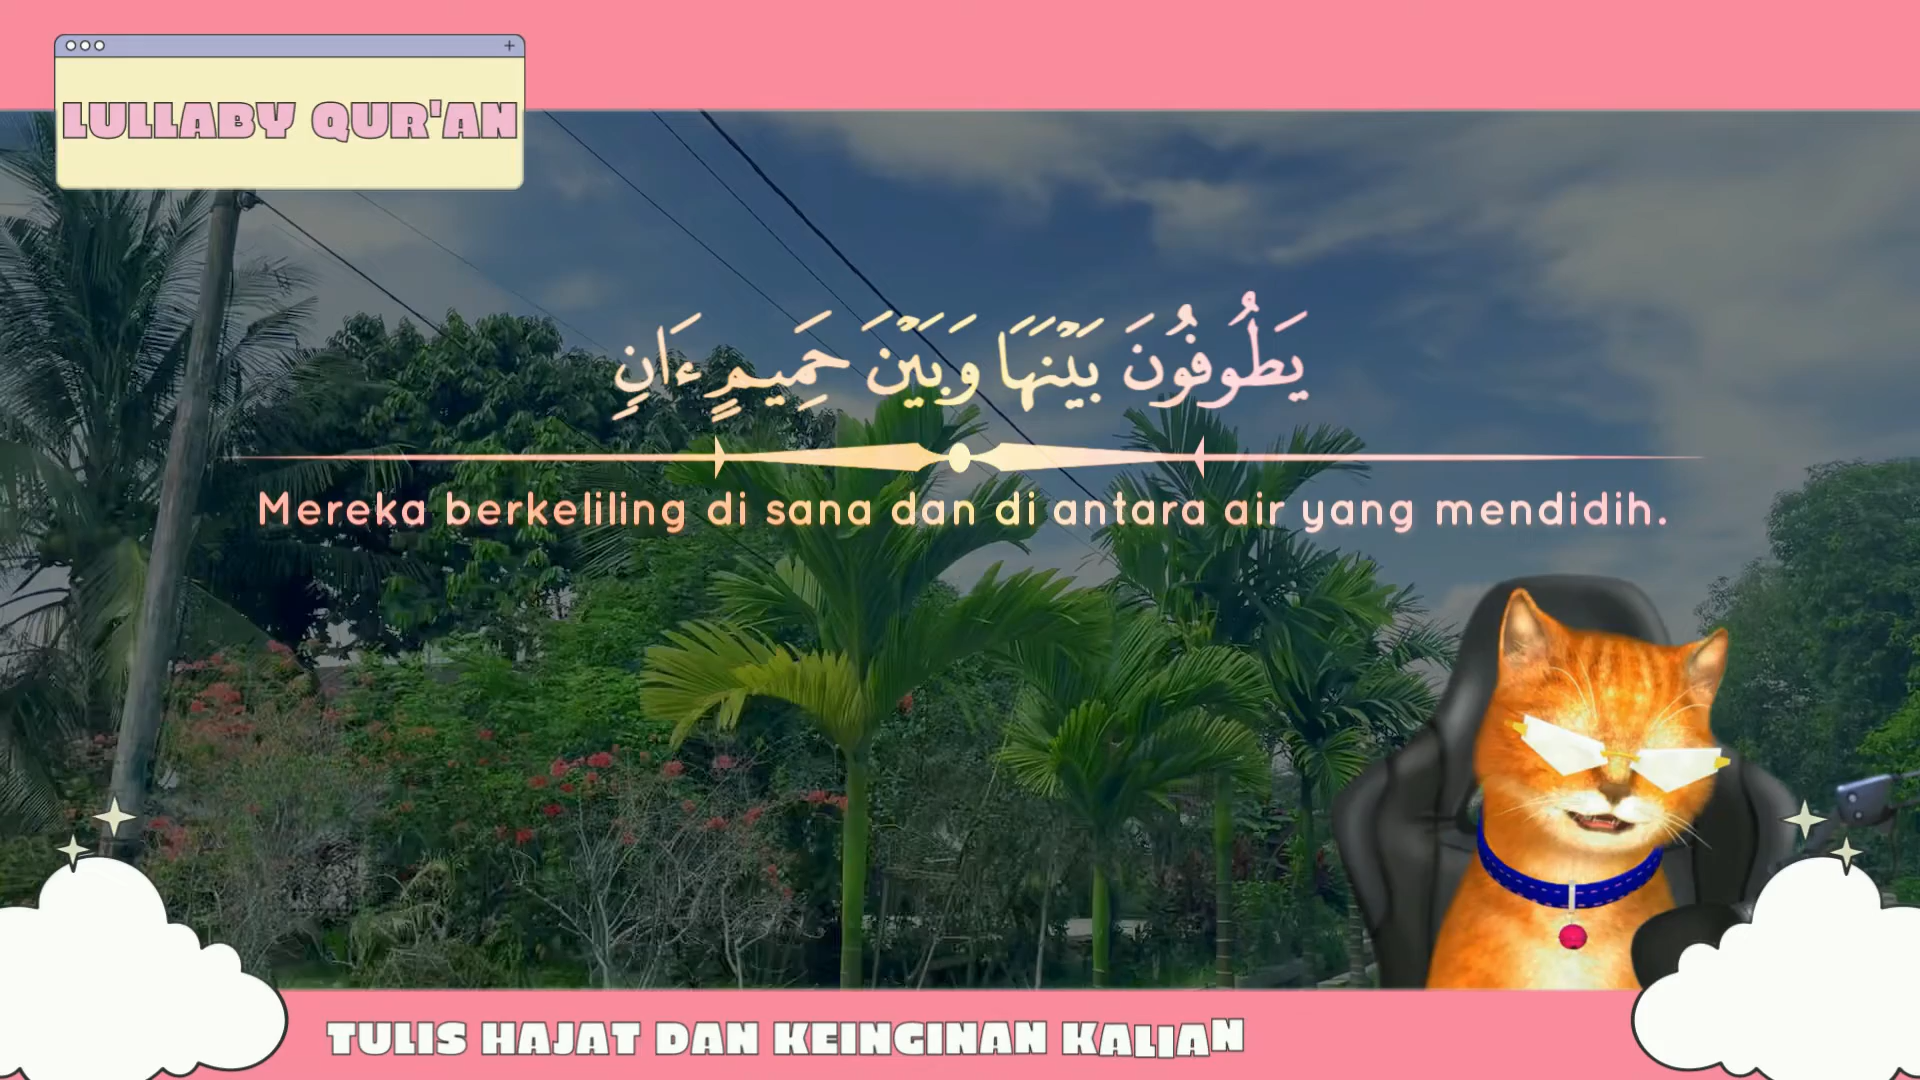 LULLABY QUR'AN
يَطُوفُونَ بَيْنَهَا وَبَيْنَ حَمِيمٍ ءَانٍ
Mereka berkeliling di sana dan di antara air yang mendidih.
TULIS HAJAT DAN KEINGINAN KALIAN